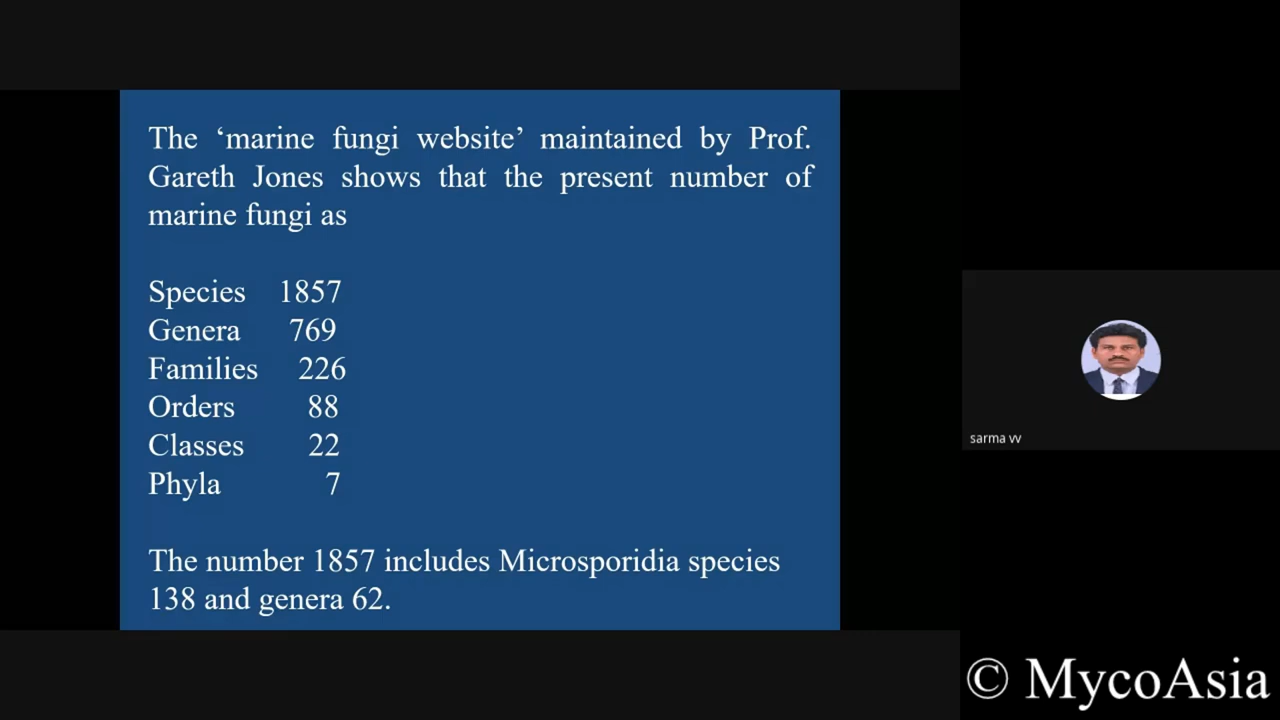 The ‘marine fungi website’ maintained by Prof.
Gareth Jones shows that the present number of
marine fungi as
Species 1857
Genera 769
Families 226
Orders 88
Classes 22
Phyla 7
The number 1857 includes Microsporidia species
138 and genera 62.
sarma vv
© MycoAsia